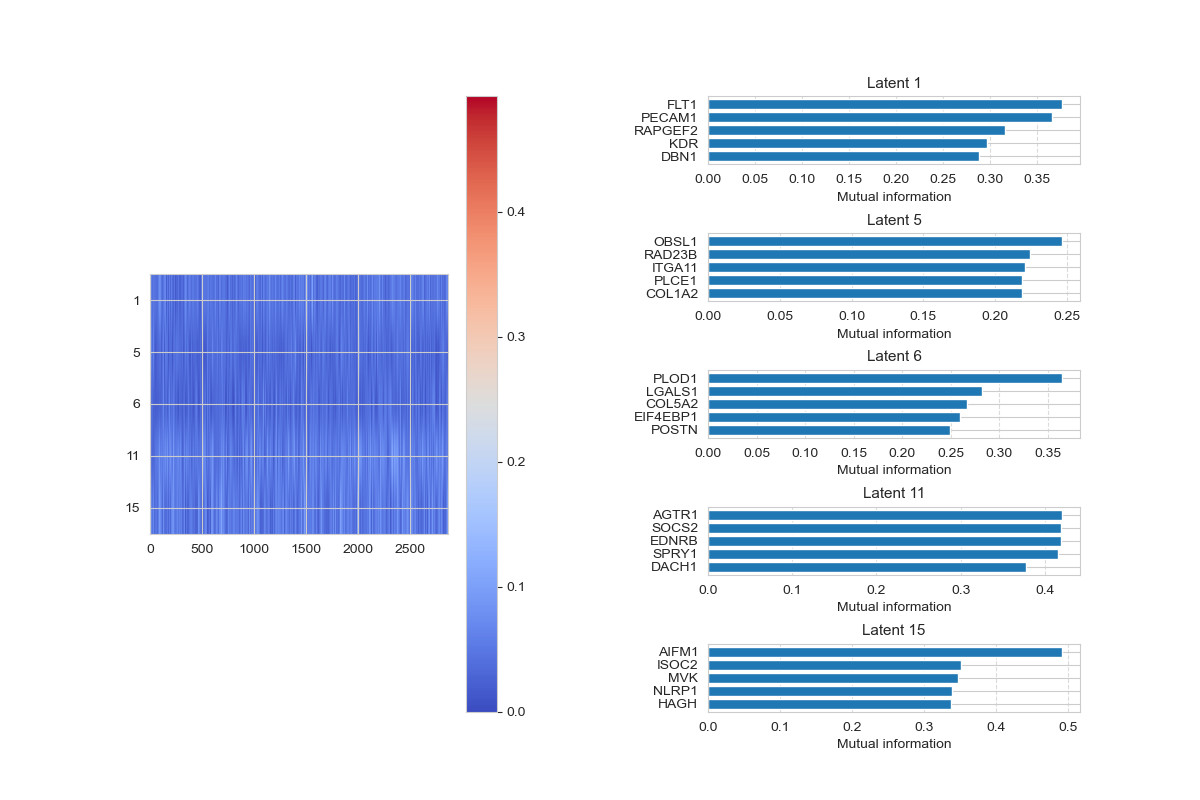 1
5
6
11
15
0 500 1000 1500 2000 2500
0.4
0.3
0.2
0.1
0.0
Latent 1
FLT1
PECAM1
RAPGEF2
KDR
DBN1
0.00 0.05 0.10 0.15 0.20 0.25 0.30 0.35
Mutual information
Latent 5
OBSL1
RAD23B
ITGA11
PLCE1
COL1A2
0.00 0.05 0.10 0.15 0.20 0.25
Mutual information
Latent 6
PLOD1
LGALS1
COL5A2
EIF4EBP1
POSTN
0.00 0.05 0.10 0.15 0.20 0.25 0.30 0.35
Mutual information
Latent 11
AGTR1
SOCS2
EDNRB
SPRY1
DACH1
0.0 0.1 0.2 0.3 0.4
Mutual information
Latent 15
AIFM1
ISOC2
MVK
NLRP1
HAGH
0.0 0.1 0.2 0.3 0.4 0.5
Mutual information